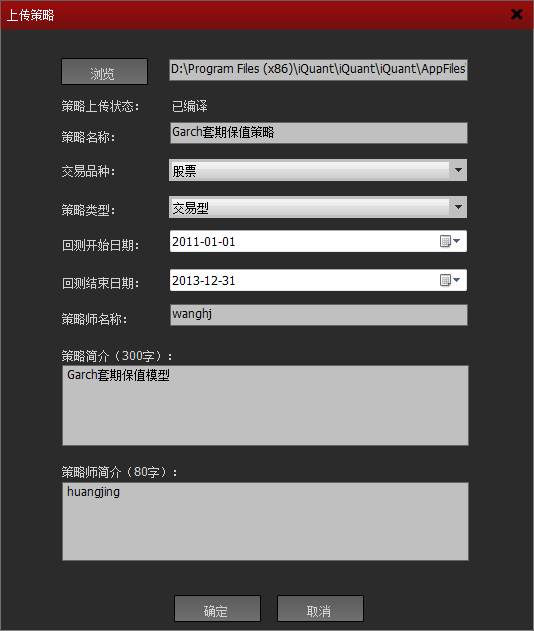 上传策略
浏览 D:\Program Files (x86)\iQuant\iQuant\iQuant\AppFiles
策略上传状态： 已编译
策略名称： Garch套期保值策略
交易品种： 股票
策略类型： 交易型
回测开始日期： 2011-01-01
回测结束日期： 2013-12-31
策略师名称： wanghj
策略简介（300字）：
Garch套期保值模型
策略师简介（80字）：
huangjing
确定 取消